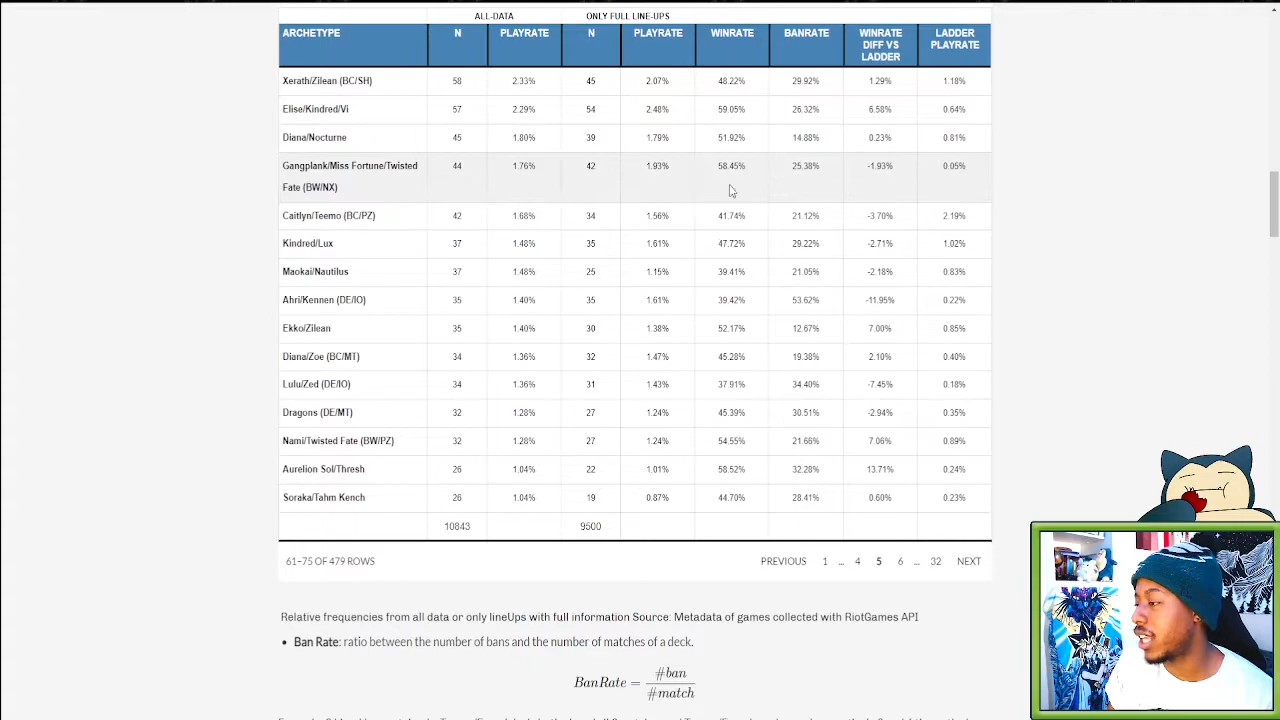 ALL-DATA ONLY FULL LINE-UPS
ARCHETYPE N PLAYRATE N PLAYRATE WINRATE BANRATE WINRATE DIFF VS LADDER LADDER PLAYRATE
Xerath/Zilean (BC/SH) 58 2.33% 45 2.07% 48.22% 29.92% 1.29% 1.18%
Elise/Kindred/Vi 57 2.29% 54 2.48% 59.05% 26.32% 6.58% 0.64%
Diana/Nocturne 45 1.80% 39 1.79% 51.92% 14.88% 0.23% 0.81%
Gangplank/Miss Fortune/Twisted 44 1.76% 42 1.93% 58.45% 25.38% -1.93% 0.05%
Fate (BW/NX)
Caitlyn/Teemo (BC/PZ) 42 1.68% 34 1.56% 41.74% 21.12% -3.70% 2.19%
Kindred/Lux 37 1.48% 35 1.61% 47.72% 29.22% -2.71% 1.02%
Maokai/Nautilus 37 1.48% 25 1.15% 39.41% 21.05% -2.18% 0.83%
Ahri/Kennen (DE/IO) 35 1.40% 35 1.61% 39.42% 53.62% -11.95% 0.22%
Ekko/Zilean 35 1.40% 30 1.38% 52.17% 12.67% 7.00% 0.85%
Diana/Zoe (BC/MT) 34 1.36% 32 1.47% 45.28% 19.38% 2.10% 0.40%
Lulu/Zed (DE/IO) 34 1.36% 31 1.43% 37.91% 34.40% -7.45% 0.18%
Dragons (DE/MT) 32 1.28% 27 1.24% 45.39% 30.51% -2.94% 0.35%
Nami/Twisted Fate (BW/PZ) 32 1.28% 27 1.24% 54.55% 21.66% 7.06% 0.89%
Aurelion Sol/Thresh 26 1.04% 22 1.01% 58.52% 32.28% 13.71% 0.24%
Soraka/Tahm Kench 26 1.04% 19 0.87% 44.70% 28.41% 0.60% 0.23%
10843 9500
61–75 OF 479 ROWS PREVIOUS 1 ... 4 5 6 ... 32 NEXT
Relative frequencies from all data or only lineUps with full information Source: Metadata of games collected with RiotGames API
• Ban Rate: ratio between the number of bans and the number of matches of a deck.
BanRate = #ban / #match